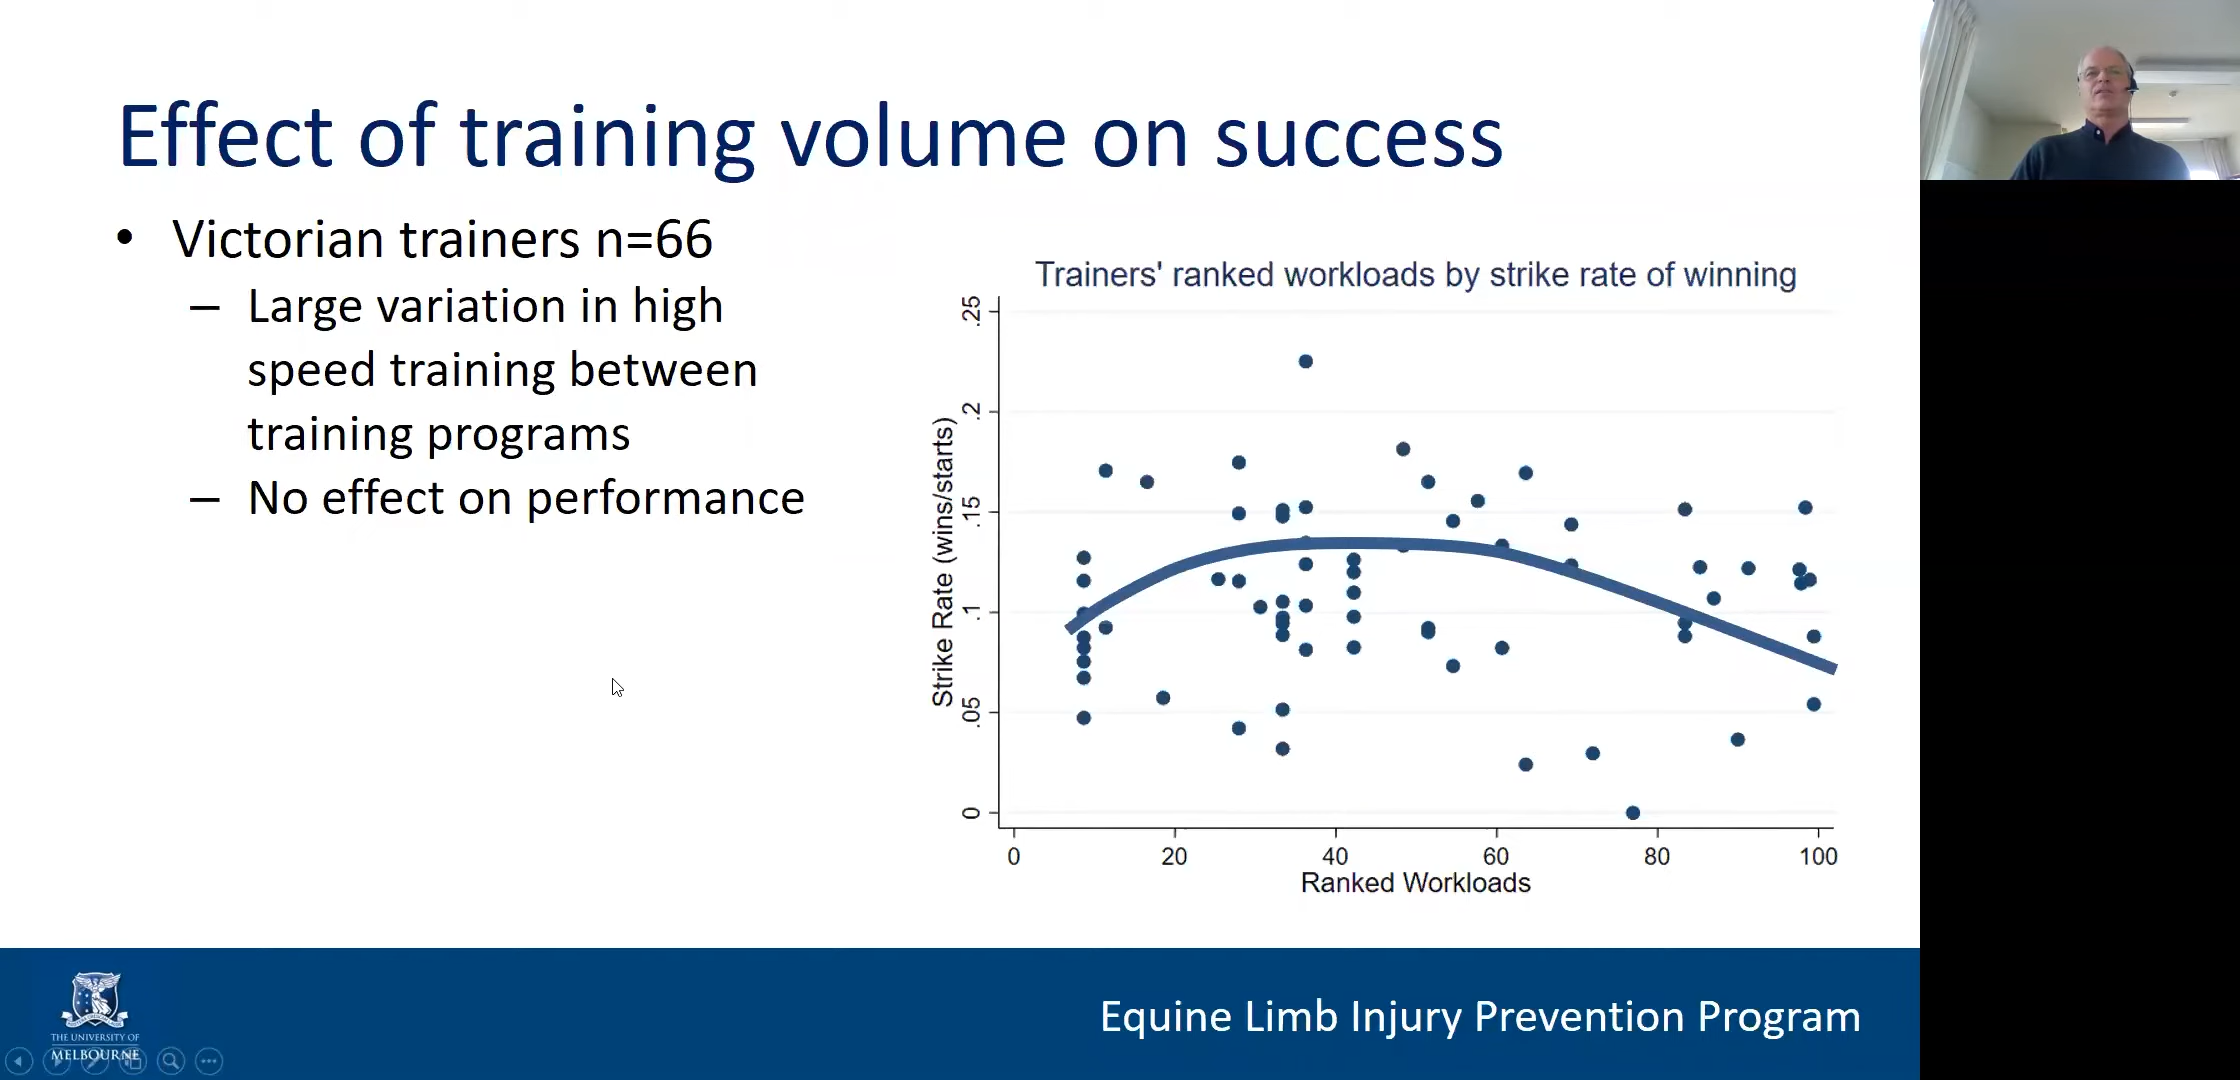 Effect of training volume on success
• Victorian trainers n=66
– Large variation in high
speed training between
training programs
– No effect on performance
Trainers' ranked workloads by strike rate of winning
Strike Rate (wins/starts)
.25
.2
.15
.1
.05
0
0 20 40 60 80 100
Ranked Workloads
THE UNIVERSITY OF
MELBOURNE
Equine Limb Injury Prevention Program